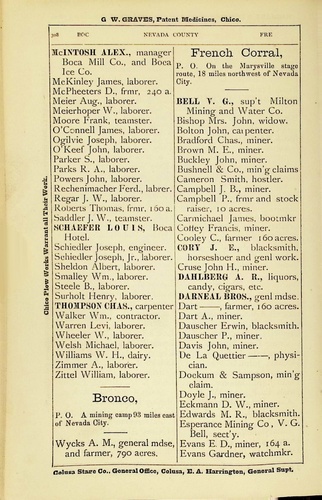 G W. GRAVES, Patent Medicines, Chico.
308 BOC NEVADA COUNTY FRE
McINTOSH ALEX., manager
Boca Mill Co., and Boca
Ice Co.
McKinley James, laborer.
McPheeters D., frmr, 240 a.
Meier Aug., laborer.
Meierhoper W., laborer.
Moore Frank, teamster.
O'Connell James, laborer.
Ogilvie Joseph, laborer.
O'Keef John, laborer.
Parker S., laborer.
Parks R. A., laborer.
Powers John, laborer.
Rechenimacher Ferd., labrer.
Regar J. W., laborer.
Roberts Thomas, frmr, 160 a.
Saddler J. W., teamster.
SCHAEFER LOUIS, Boca
Hotel.
Schiedler Joseph, engineer.
Schiedler Joseph, Jr., laborer.
Sheldon Albert, laborer.
Smalley Wm., laborer.
Steele B., laborer.
Surholt Henry, laborer.
THOMPSON CHAS., carpenter
Walker Wm., contractor.
Warren Levi, laborer.
Wheeler W., laborer.
Welsh Michael, laborer.
Williams W. H., dairy.
Zimmer A., laborer.
Zittel William, laborer.
Bronco,
P. O. A mining camp 93 miles east
of Nevada City.
Wycks A. M., general mdse,
and farmer, 790 acres.
French Corral,
P. O. On the Marysville stage
route, 18 miles northwest of Nevada
City.
BELL V. G., sup't Milton
Mining and Water Co.
Bishop Mrs. John, widow.
Bolton John, carpenter.
Bradford Chas., miner.
Brown M. E., miner.
Buckley John, miner.
Bushnell & Co., min'g claims
Cameron Smith, hostler.
Campbell J. B., miner.
Campbell P., frmr and stock
raiser, 10 acres.
Carmichael James, bootmkr
Cottey Francis, miner.
Cooley C., farmer 160 acres.
CORY J. E., blacksmith,
horseshoer and genl work.
Cruse John H., miner.
DAHLBERG A. R., liquors,
candy, cigars, etc.
DARNEAL BROS., genl mdse.
Dart ——, farmer, 160 acres.
Dart A., miner.
Dauscher Erwin, blacksmith.
Dauscher P., miner.
Davis John, miner.
De La Quettier ——, physi-
cian.
Dockum & Sampson, min'g
claim.
Doyle J., miner.
Eckmann D. W., miner.
Edwards M. R., blacksmith.
Esperance Mining Co., V. G.
Bell, sect'y.
Evans E. D., miner, 164 a.
Evans Gardner, watchmkr.
Chico Plow Works Warrant all Their Work.
Colusa Stage Co., General Office, Colusa, E. A. Harrington, General Supt.